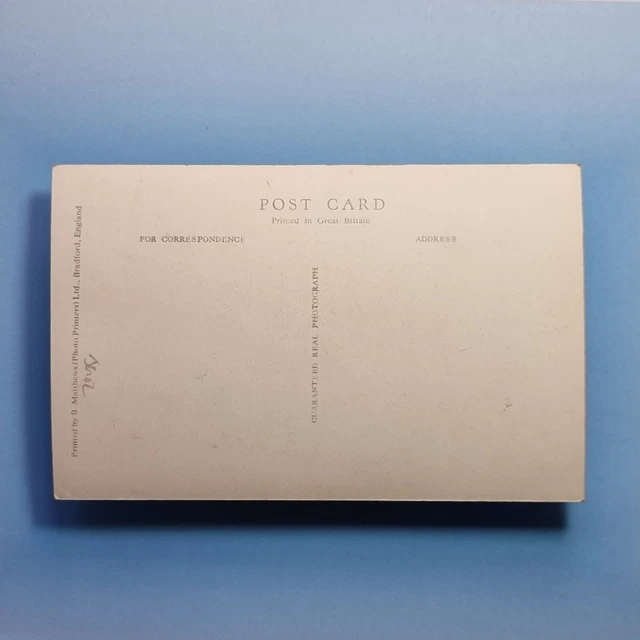 POST CARD
Printed in Great Britain
FOR CORRESPONDENCE
ADDRESS
GUARANTEED REAL PHOTOGRAPH
Printed by B. Matthews (Photo Printers) Ltd., Bradford, England